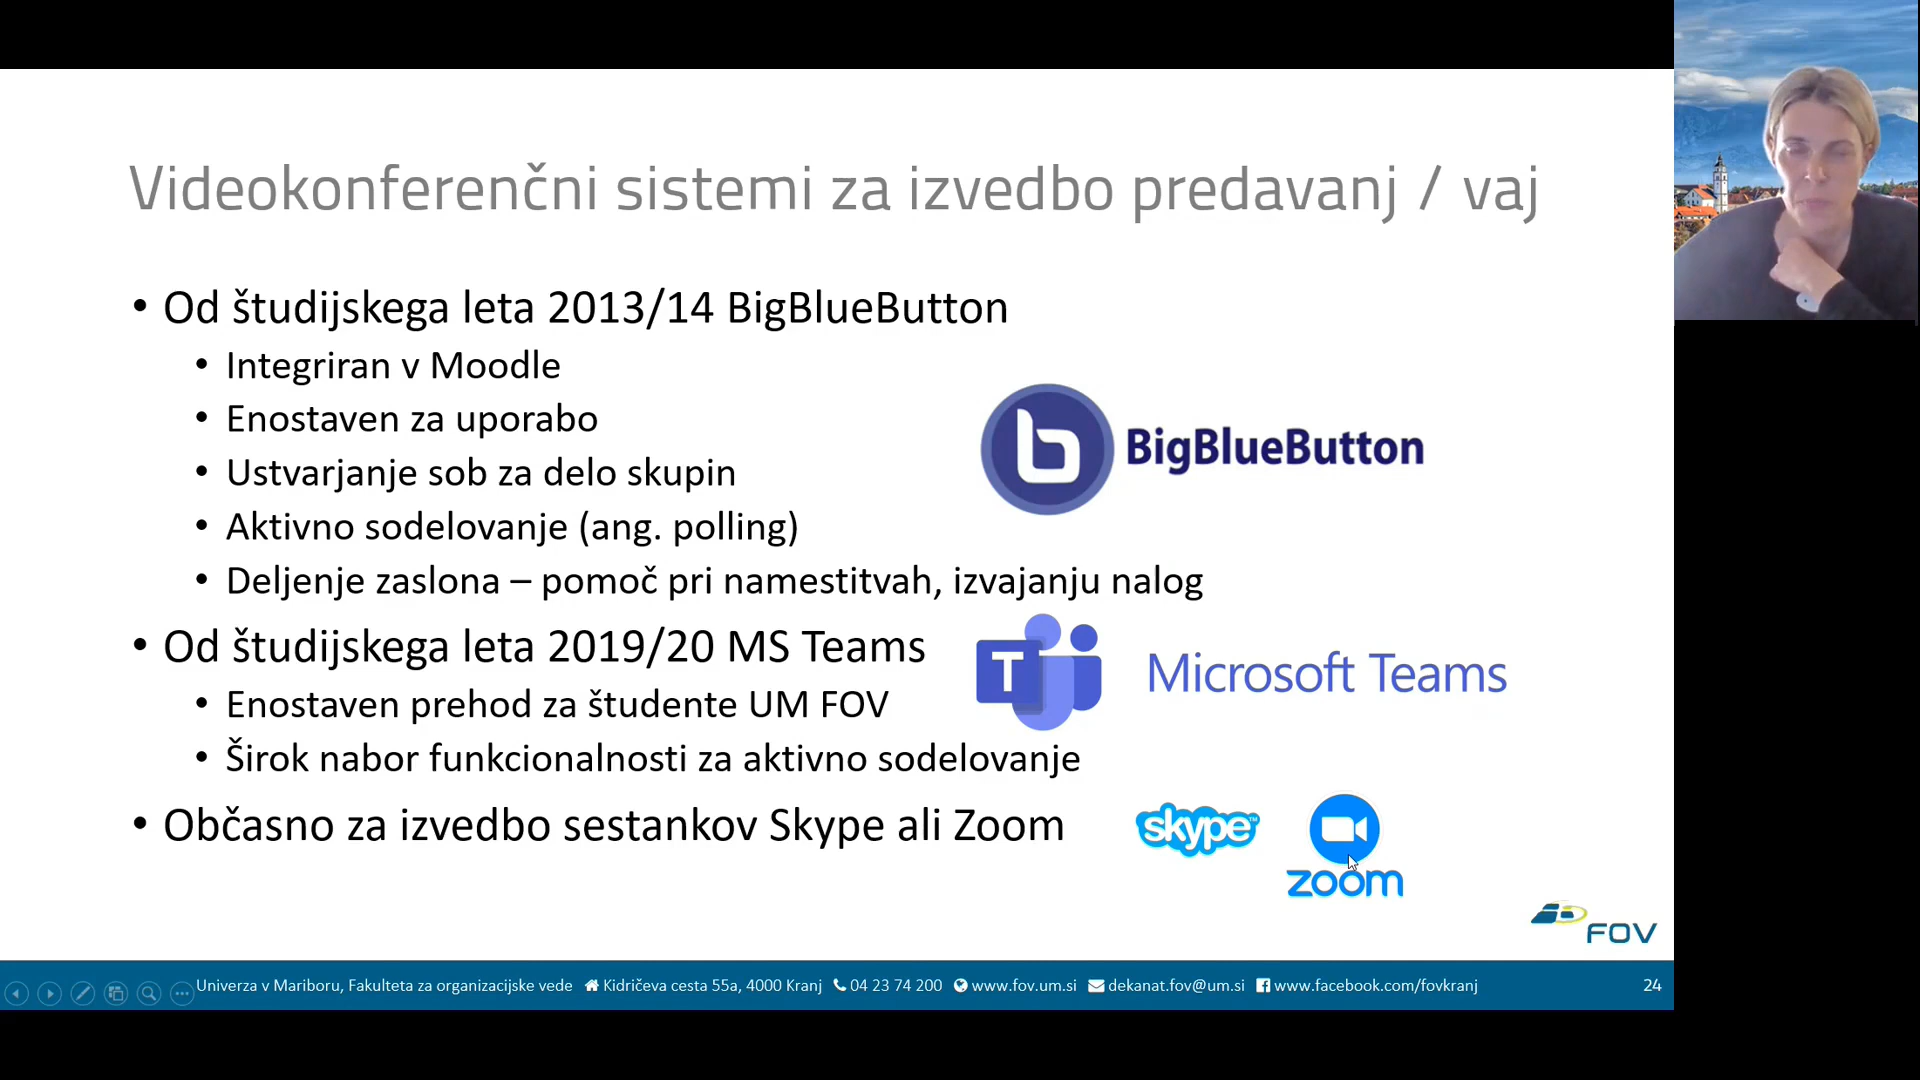 Videokonferenčni sistemi za izvedbo predavanj / vaj
• Od študijskega leta 2013/14 BigBlueButton
• Integriran v Moodle
• Enostaven za uporabo
• Ustvarjanje sob za delo skupin
• Aktivno sodelovanje (ang. polling)
• Deljenje zaslona – pomoč pri namestitvah, izvajanju nalog
BigBlueButton
• Od študijskega leta 2019/20 MS Teams
• Enostaven prehod za študente UM FOV
• Širok nabor funkcionalnosti za aktivno sodelovanje
T Microsoft Teams
• Občasno za izvedbo sestankov Skype ali Zoom
skype™
zoom
FOV
Univerza v Mariboru, Fakulteta za organizacijske vede Kidričeva cesta 55a, 4000 Kranj 04 23 74 200 www.fov.um.si dekanat.fov@um.si www.facebook.com/fovkranj 24